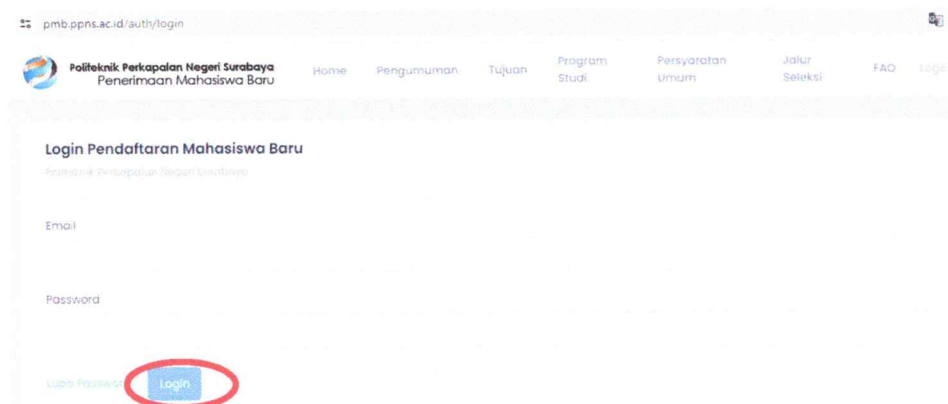 pmb.ppns.ac.id/auth/login
Politeknik Perkapalan Negeri Surabaya
Penerimaan Mahasiswa Baru
Home
Pengumuman
Tujuan
Program
Studi
Persyaratan
Umum
Jalur
Seleksi
FAQ
Login Pendaftaran Mahasiswa Baru
Politeknik Perkapalan Negeri Surabaya
Email
Password
Lupa
Login